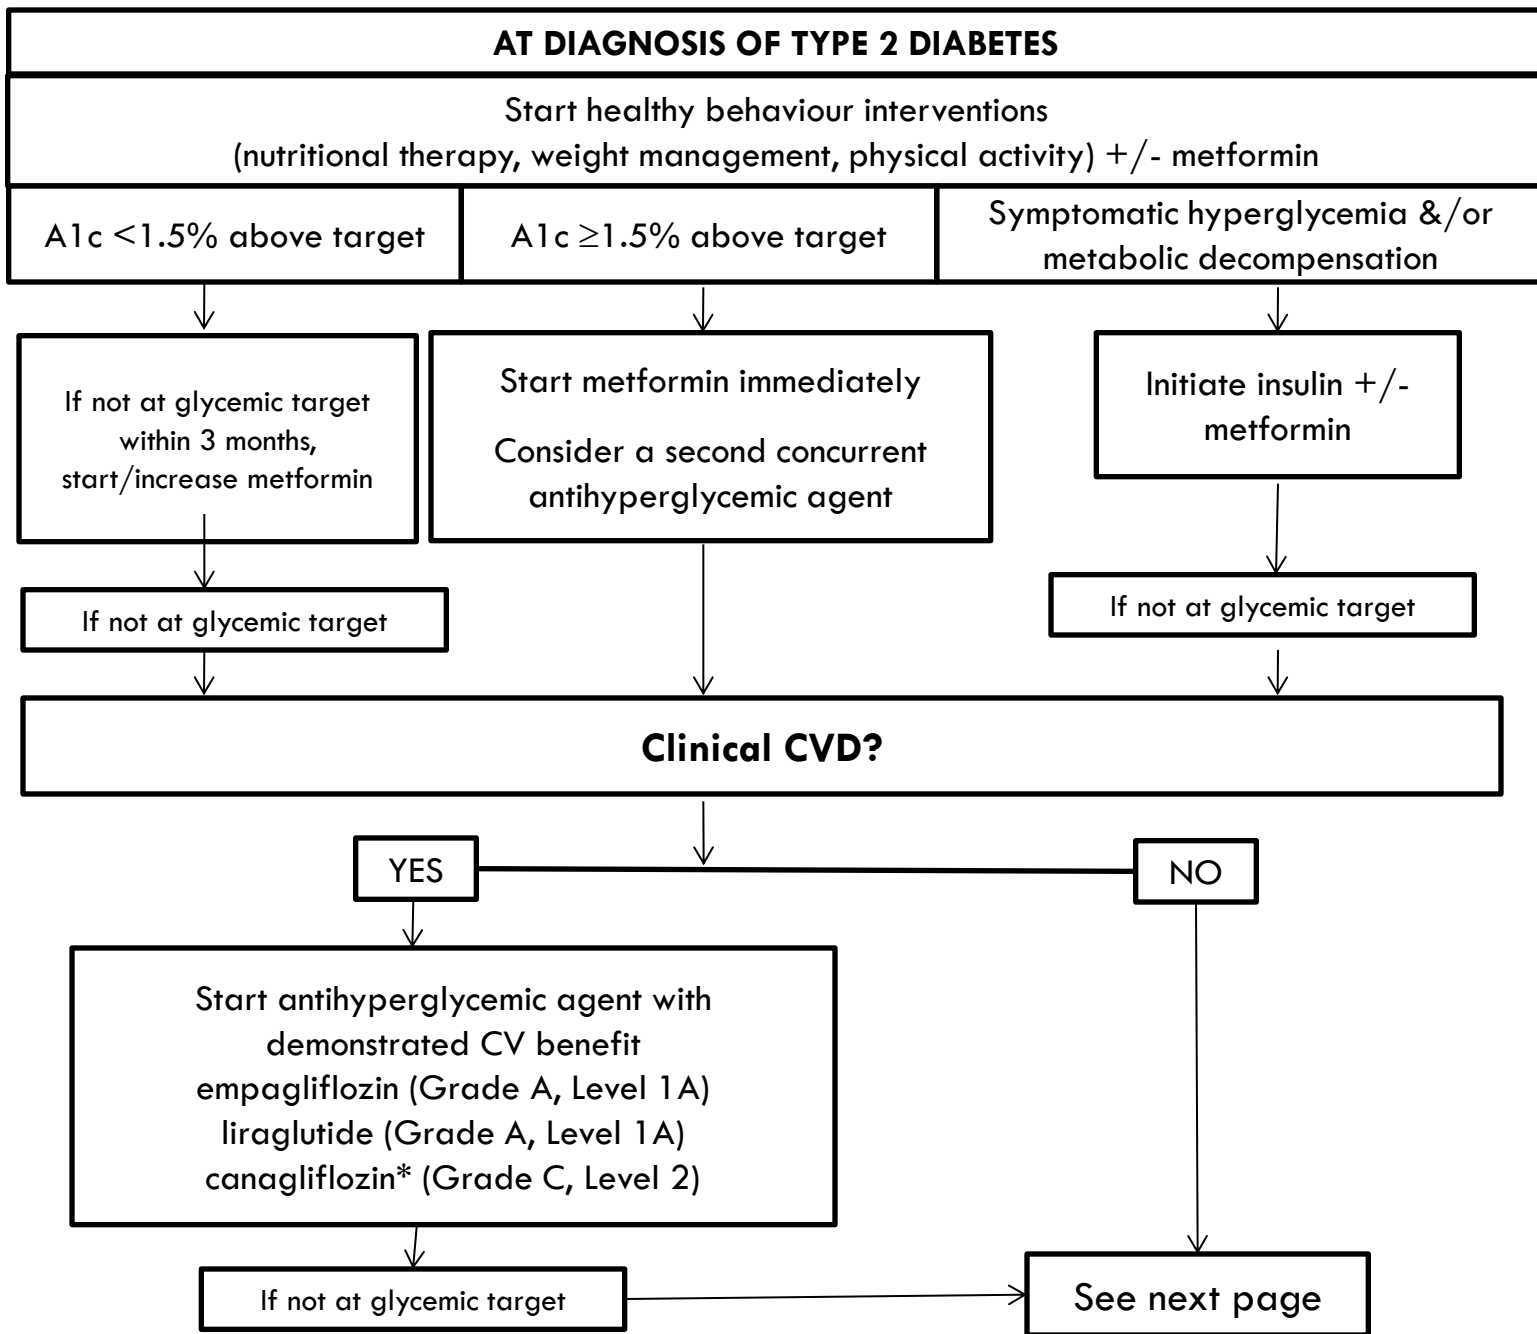 AT DIAGNOSIS OF TYPE 2 DIABETES
Start healthy behaviour interventions
(nutritional therapy, weight management, physical activity) +/- metformin
A1c <1.5% above target
A1c ≥1.5% above target
Symptomatic hyperglycemia &/or
metabolic decompensation
If not at glycemic target
within 3 months,
start/increase metformin
Start metformin immediately
Consider a second concurrent
antihyperglycemic agent
Initiate insulin +/-
metformin
If not at glycemic target
If not at glycemic target
Clinical CVD?
YES
NO
Start antihyperglycemic agent with
demonstrated CV benefit
empagliflozin (Grade A, Level 1A)
liraglutide (Grade A, Level 1A)
canagliflozin* (Grade C, Level 2)
If not at glycemic target
See next page